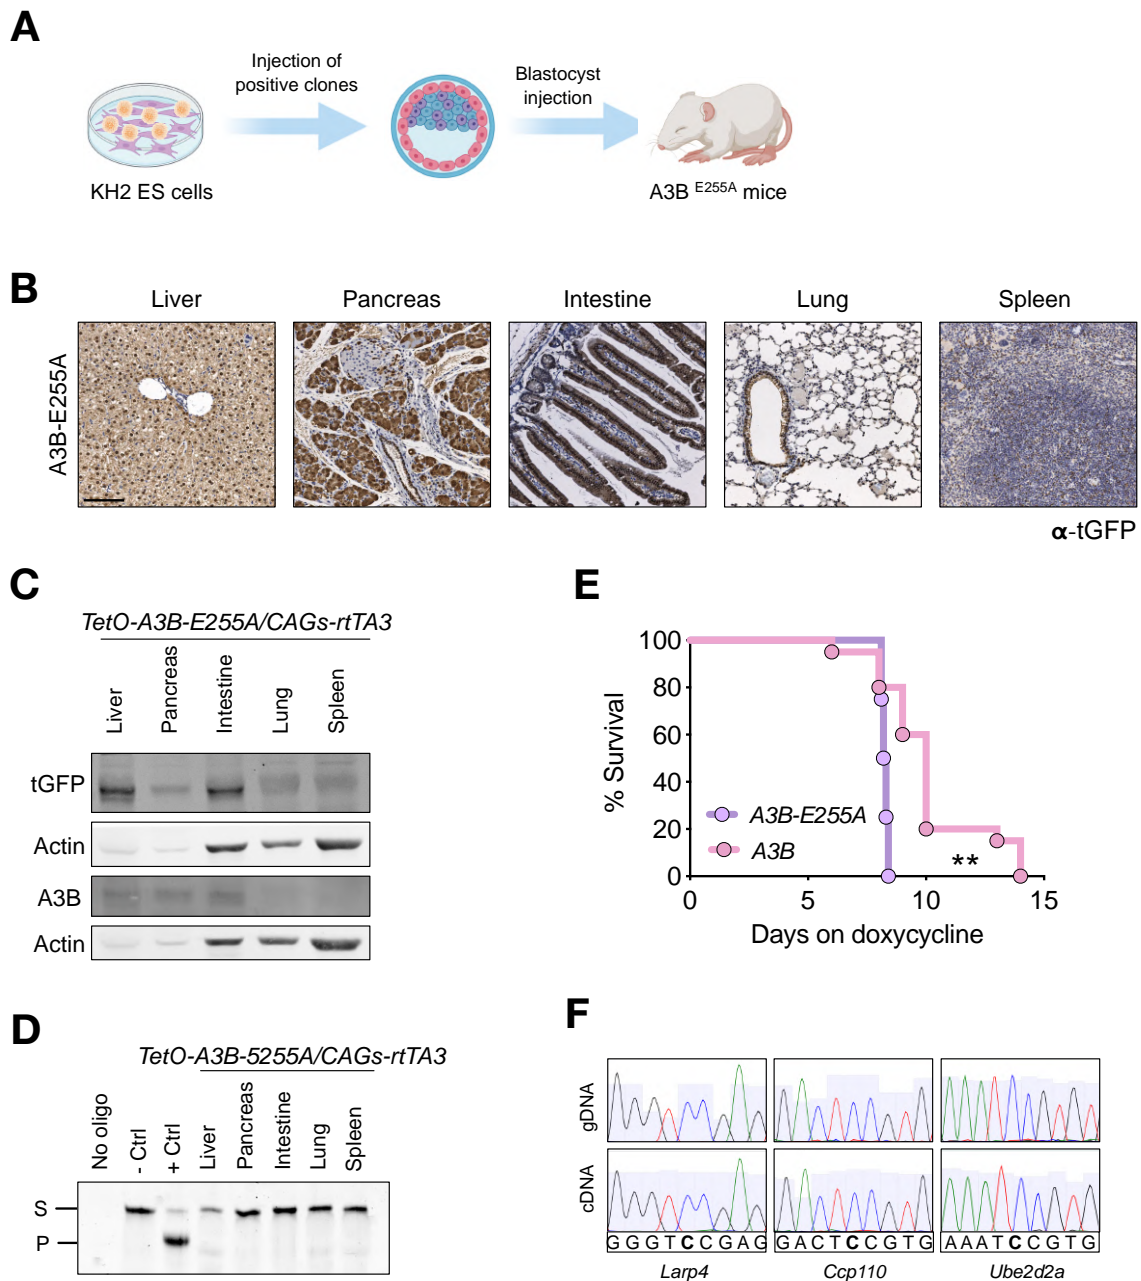 A
Injection of
positive clones
Blastocyst
injection
KH2 ES cells
A3B E255A mice
B
Liver
Pancreas
Intestine
Lung
Spleen
A3B-E255A
α-tGFP
C
TetO-A3B-E255A/CAGs-rtTA3
Liver
Pancreas
Intestine
Lung
Spleen
tGFP
Actin
A3B
Actin
D
TetO-A3B-5255A/CAGs-rtTA3
No oligo
- Ctrl
+ Ctrl
Liver
Pancreas
Intestine
Lung
Spleen
S
P
E
100
80
60
40
20
0
% Survival
A3B-E255A
A3B
**
0 5 10 15
Days on doxycycline
F
gDNA
cDNA
G G G T C C G A G
G A C T C C G T G
A A A T C C G T G
Larp4
Ccp110
Ube2d2a